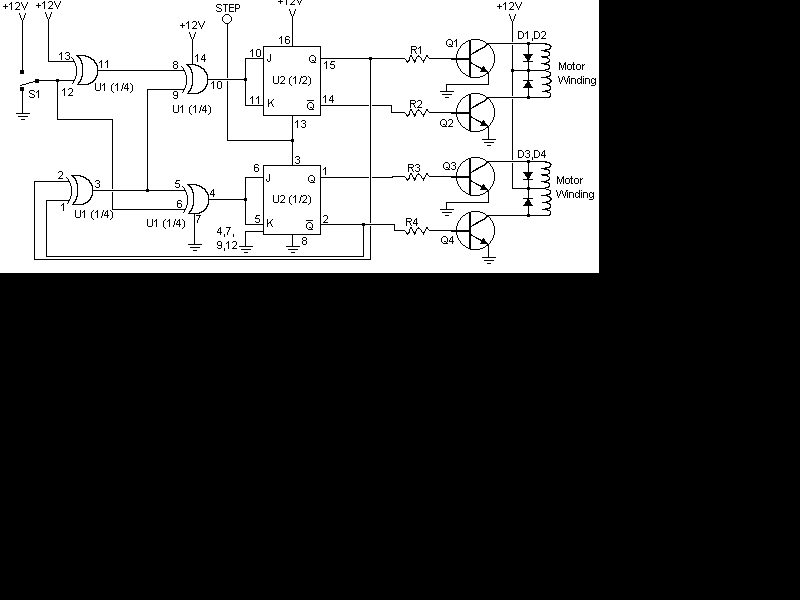 +12V +12V
STEP
+12V
+12V
+12V
D1,D2
Q1
R1
Motor
Winding
13
11
12
U1 (1/4)
S1
14
8
9
10
U1 (1/4)
16
10 J Q 15
U2 (1/2)
11 K Q̅ 14
13
R2
Q2
D3,D4
3
6 J Q 1
U2 (1/2)
5 K Q̅ 2
8
R3
Q3
Motor
Winding
R4
Q4
2
3
1
U1 (1/4)
5
4
6
U1 (1/4)
7
4,7,
9,12